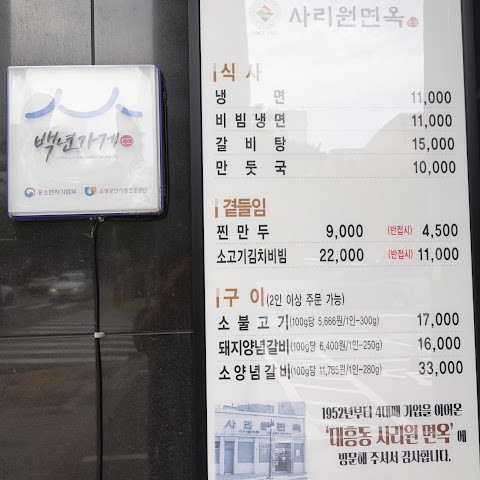 백년가게
중소벤처기업부 소상공인시장진흥공단
사리원면옥
식사
냉면 11,000
비빔냉면 11,000
갈비탕 15,000
만둣국 10,000
곁들임
찐만두 9,000 (반접시) 4,500
소고기김치비빔 22,000 (반접시) 11,000
구이 (2인 이상 주문 가능)
소불고기 (100g당 5,666원/1인-300g) 17,000
돼지양념갈비 (100g당 6,400원/1인-250g) 16,000
소양념갈비 (100g당 11,785원/1인-280g) 33,000
사리원면옥
1952년부터 4대째 가업을 이어온
'대흥동 사리원 면옥'에
방문해 주셔서 감사합니다.